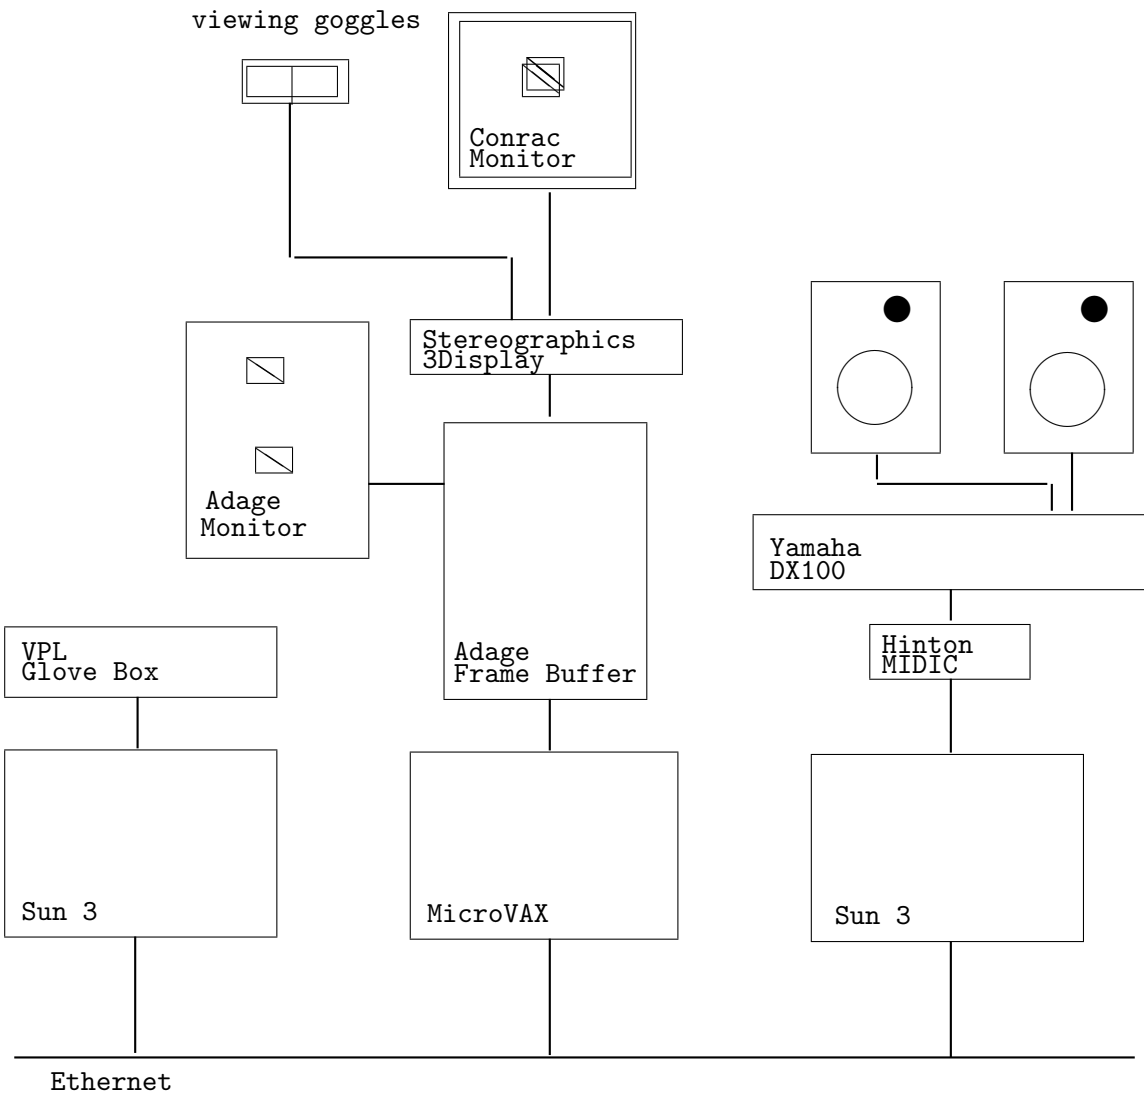 viewing goggles
Conrac
Monitor
Stereographics
3Display
Adage
Monitor
Yamaha
DX100
VPL
Glove Box
Adage
Frame Buffer
Hinton
MIDIC
Sun 3
MicroVAX
Sun 3
Ethernet